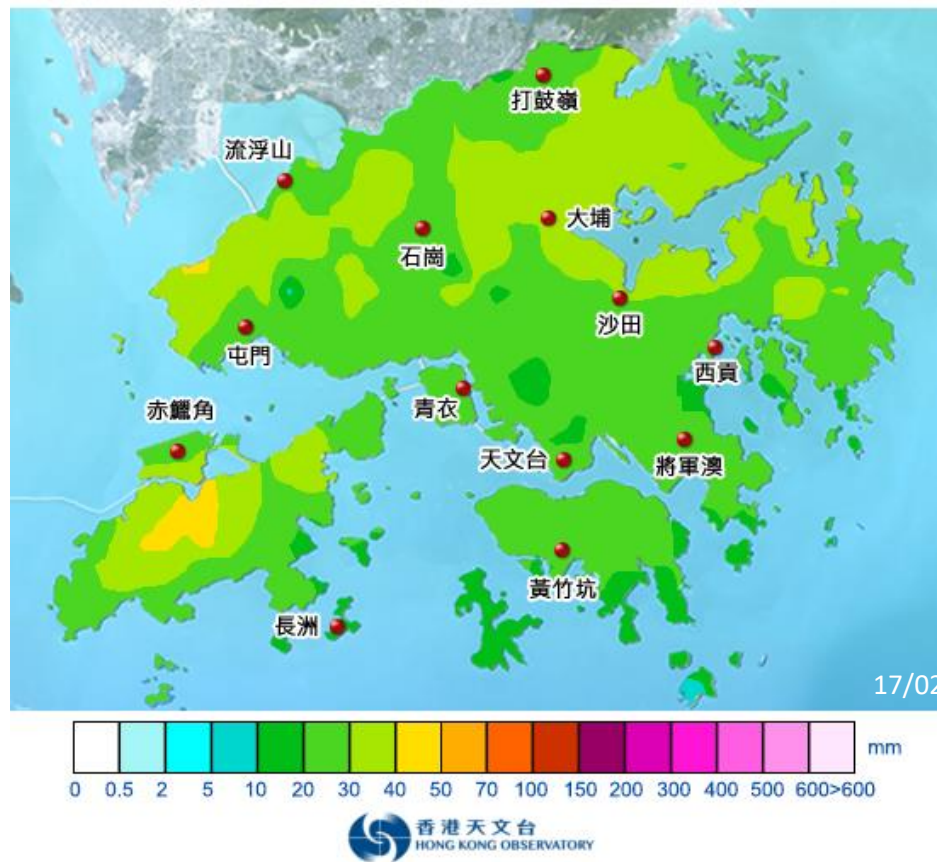 打鼓嶺
流浮山
大埔
石崗
沙田
屯門
西貢
青衣
赤鱲角
天文台
將軍澳
黃竹坑
長洲
17/02
mm
0 0.5 2 5 10 20 30 40 50 70 100 150 200 300 400 500 600>600
香港天文台
HONG KONG OBSERVATORY